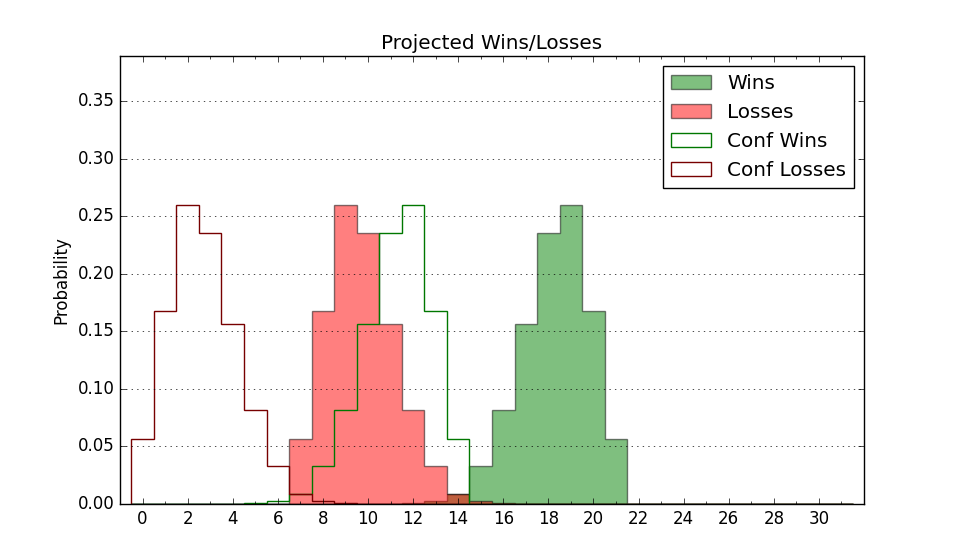 Projected Wins/Losses
Wins
Losses
Conf Wins
Conf Losses
Probability
0.35
0.30
0.25
0.20
0.15
0.10
0.05
0.00
0 2 4 6 8 10 12 14 16 18 20 22 24 26 28 30